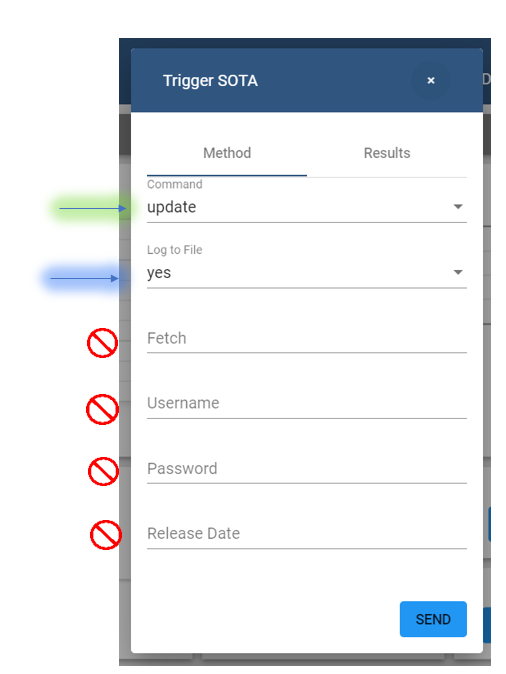 Trigger SOTA
×
D
Method
Results
Command
update
Log to File
yes
Fetch
Username
Password
Release Date
SEND